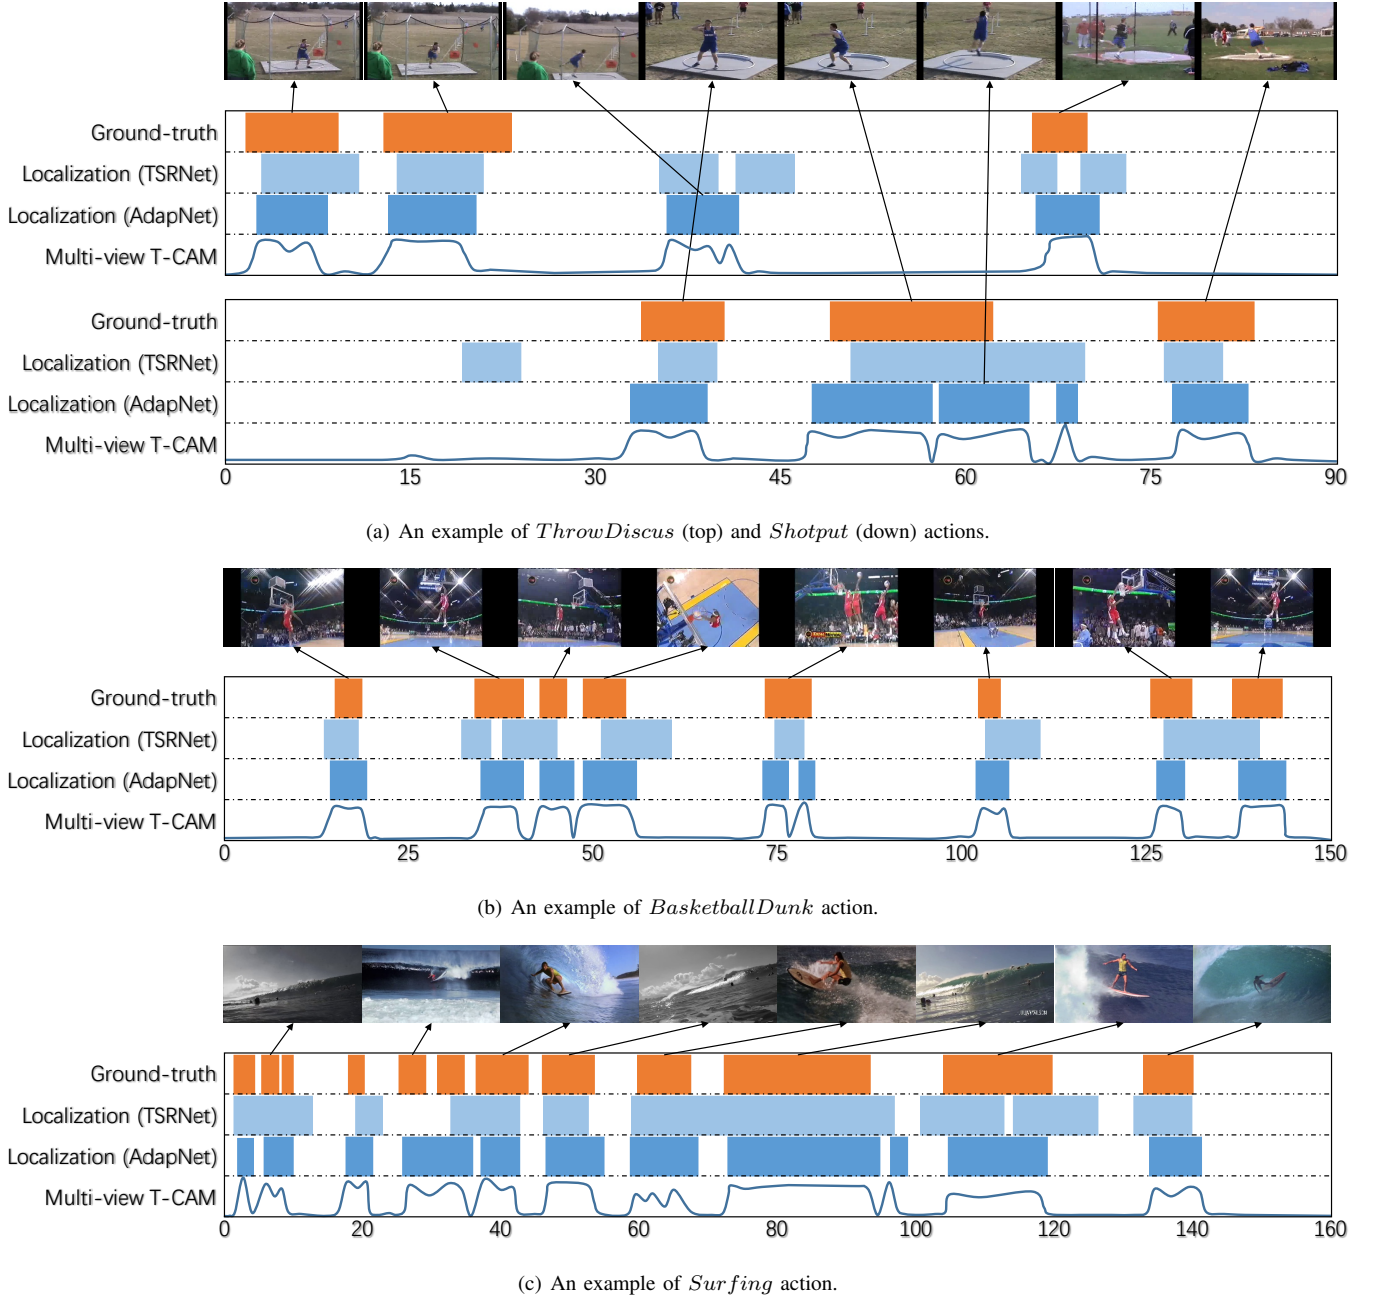 Ground-truth
Localization (TSRNet)
Localization (AdapNet)
Multi-view T-CAM
Ground-truth
Localization (TSRNet)
Localization (AdapNet)
Multi-view T-CAM
0 15 30 45 60 75 90
(a) An example of ThrowDiscus (top) and Shotput (down) actions.
Ground-truth
Localization (TSRNet)
Localization (AdapNet)
Multi-view T-CAM
0 25 50 75 100 125 150
(b) An example of BasketballDunk action.
Ground-truth
Localization (TSRNet)
Localization (AdapNet)
Multi-view T-CAM
0 20 40 60 80 100 120 140 160
(c) An example of Surfing action.